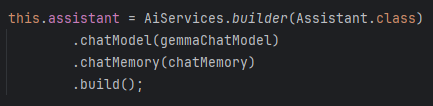 this.assistant = AiServices.builder(Assistant.class)
.chatModel(gemmaChatModel)
.chatMemory(chatMemory)
.build();